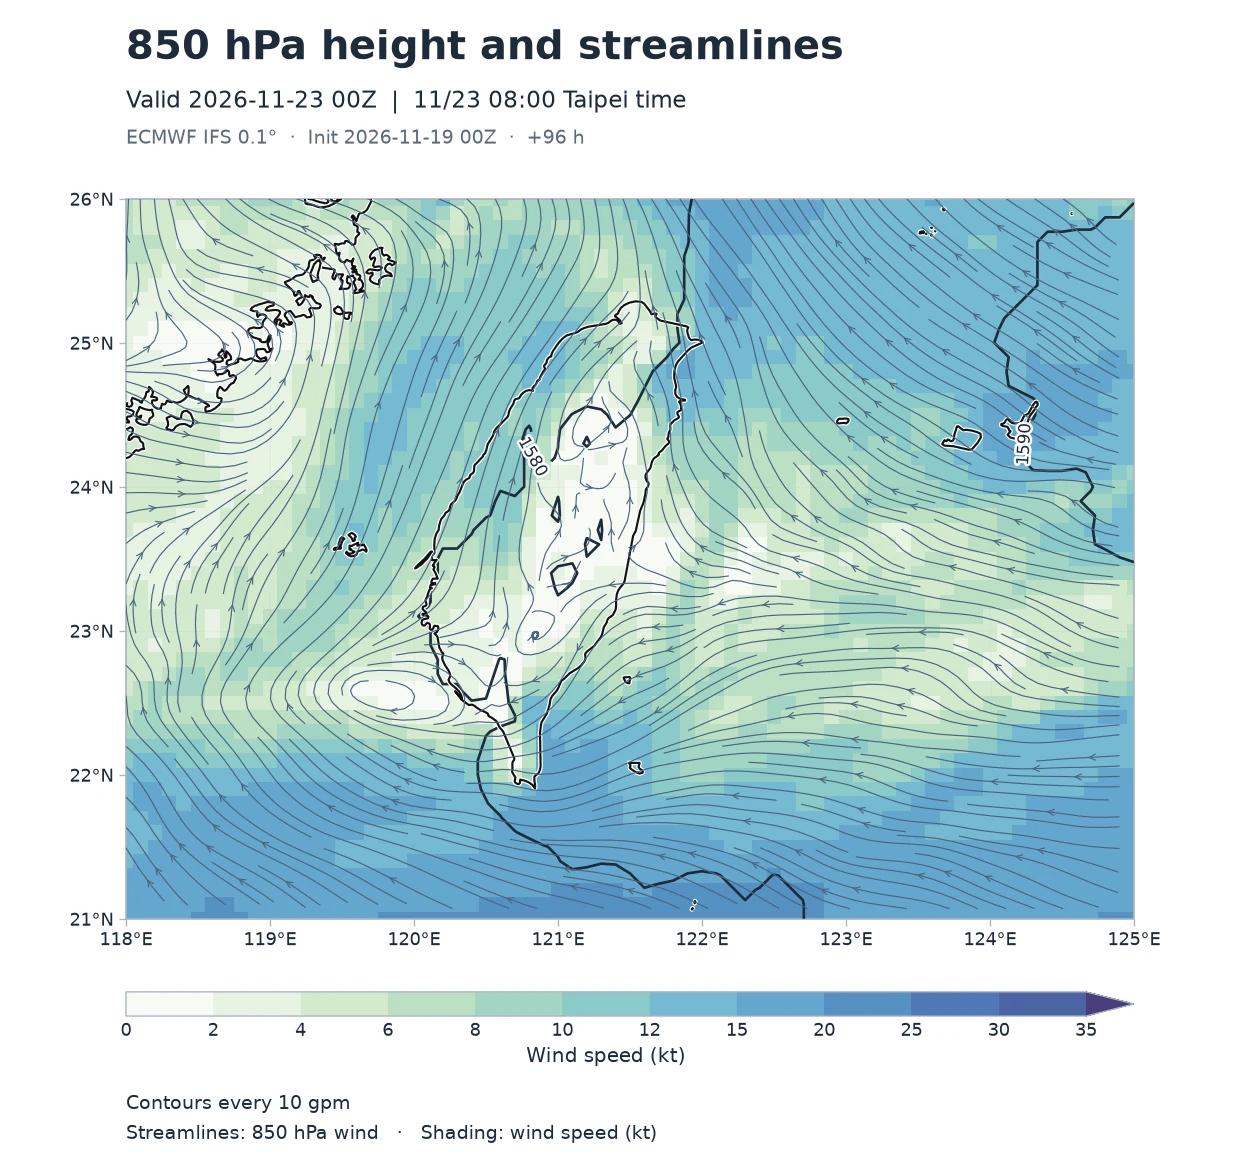 850 hPa height and streamlines
Valid 2026-11-23 00Z | 11/23 08:00 Taipei time
ECMWF IFS 0.1° · Init 2026-11-19 00Z · +96 h
26°N
25°N
24°N
23°N
22°N
21°N
1580
1590
118°E 119°E 120°E 121°E 122°E 123°E 124°E 125°E
0 2 4 6 8 10 12 15 20 25 30 35
Wind speed (kt)
Contours every 10 gpm
Streamlines: 850 hPa wind · Shading: wind speed (kt)